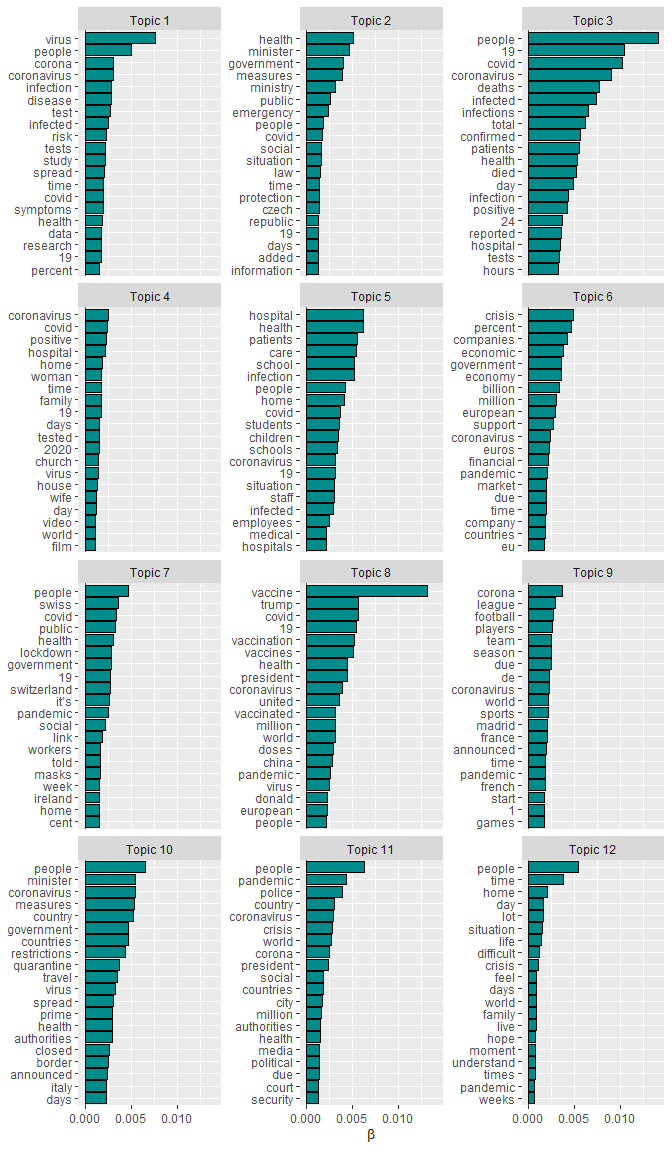 Topic 1
virus
people
corona
coronavirus
infection
disease
test
infected
risk
tests
study
spread
time
covid
symptoms
health
data
research
19
percent
Topic 2
health
minister
government
measures
ministry
public
emergency
people
covid
social
situation
law
time
protection
czech
republic
19
days
added
information
Topic 3
people
19
covid
coronavirus
deaths
infected
infections
total
confirmed
patients
health
died
day
infection
positive
24
reported
hospital
tests
hours
Topic 4
coronavirus
covid
positive
hospital
home
woman
time
family
19
days
tested
2020
church
virus
house
wife
day
video
world
film
Topic 5
hospital
health
patients
care
school
infection
people
home
covid
students
children
schools
coronavirus
19
situation
staff
infected
employees
medical
hospitals
Topic 6
crisis
percent
companies
economic
government
economy
billion
million
european
support
coronavirus
euros
financial
pandemic
market
due
time
company
countries
eu
Topic 7
people
swiss
covid
public
health
lockdown
government
19
switzerland
it's
pandemic
social
link
workers
told
masks
week
ireland
home
cent
Topic 8
vaccine
trump
covid
19
vaccination
vaccines
health
president
coronavirus
united
vaccinated
million
world
doses
china
pandemic
virus
donald
european
people
Topic 9
corona
league
football
players
team
season
due
de
coronavirus
world
sports
madrid
france
announced
time
pandemic
french
start
1
games
Topic 10
people
minister
coronavirus
measures
country
government
countries
restrictions
quarantine
travel
virus
spread
prime
health
authorities
closed
border
announced
italy
days
0.000 0.005 0.010
Topic 11
people
pandemic
police
country
coronavirus
crisis
world
corona
president
social
countries
city
million
authorities
health
media
political
due
court
security
0.000 0.005 0.010
Topic 12
people
time
home
day
lot
situation
life
difficult
crisis
feel
days
world
family
live
hope
moment
understand
times
pandemic
weeks
0.000 0.005 0.010
β